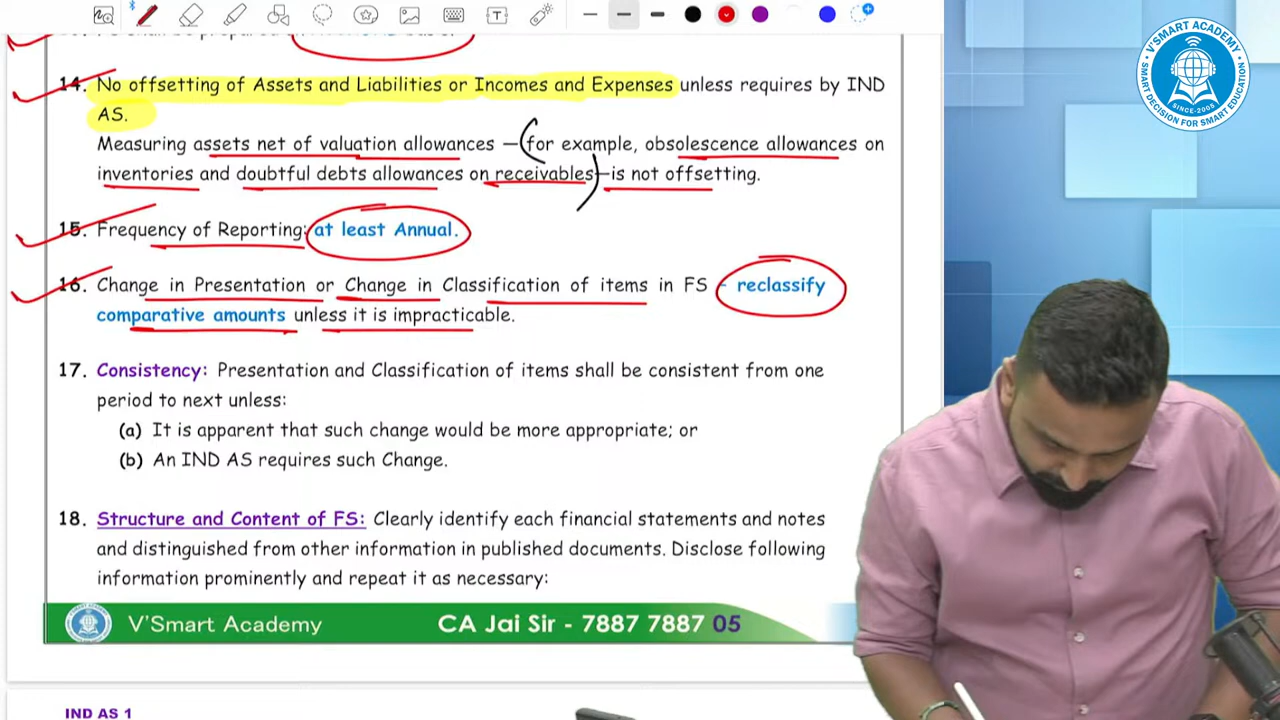 14. No offsetting of Assets and Liabilities or Incomes and Expenses unless requires by IND
AS.
Measuring assets net of valuation allowances – (for example, obsolescence allowances on
inventories and doubtful debts allowances on receivables)–is not offsetting.
15. Frequency of Reporting: at least Annual.
16. Change in Presentation or Change in Classification of items in FS - reclassify
comparative amounts unless it is impracticable.
17. Consistency: Presentation and Classification of items shall be consistent from one
period to next unless:
(a) It is apparent that such change would be more appropriate; or
(b) An IND AS requires such Change.
18. Structure and Content of FS: Clearly identify each financial statements and notes
and distinguished from other information in published documents. Disclose following
information prominently and repeat it as necessary:
V'Smart Academy
CA Jai Sir - 7887 7887 05
IND AS 1
V'SMART ACADEMY
SINCE-2005
SMART DECISION FOR SMART EDUCATION